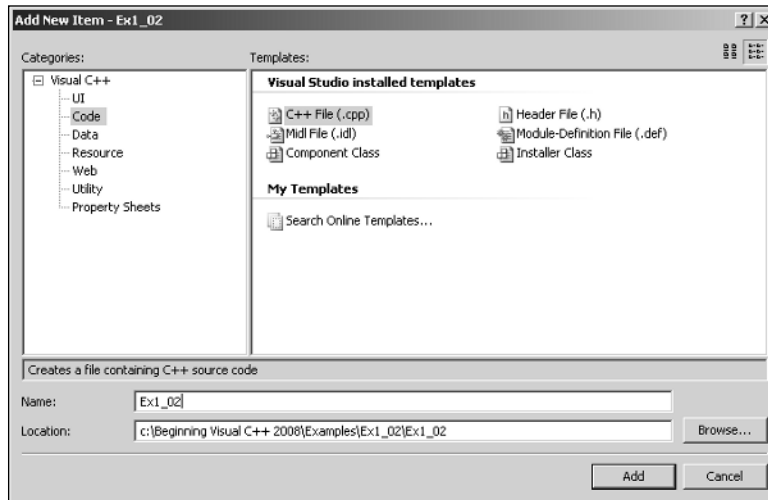 Add New Item - Ex1_02
Categories:
Templates:
Visual C++
UI
Code
Data
Resource
Web
Utility
Property Sheets
Visual Studio installed templates
C++ File (.cpp)
Header File (.h)
Midl File (.idl)
Module-Definition File (.def)
Component Class
Installer Class
My Templates
Search Online Templates...
Creates a file containing C++ source code
Name:
Ex1_02
Location:
c:\Beginning Visual C++ 2008\Examples\Ex1_02\Ex1_02
Browse...
Add
Cancel